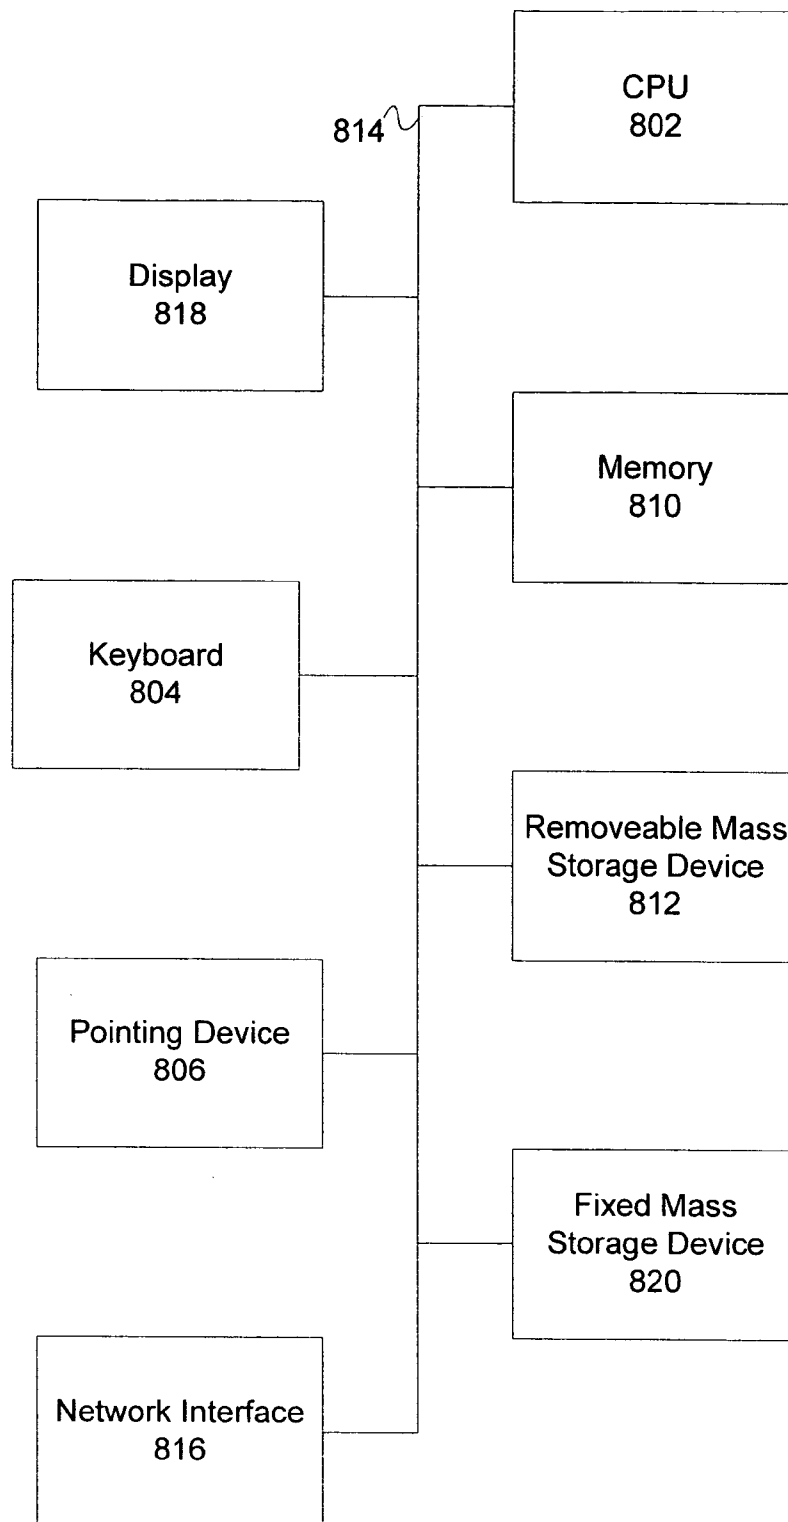 CPU
802
814
Display
818
Memory
810
Keyboard
804
Removeable Mass
Storage Device
812
Pointing Device
806
Fixed Mass
Storage Device
820
Network Interface
816